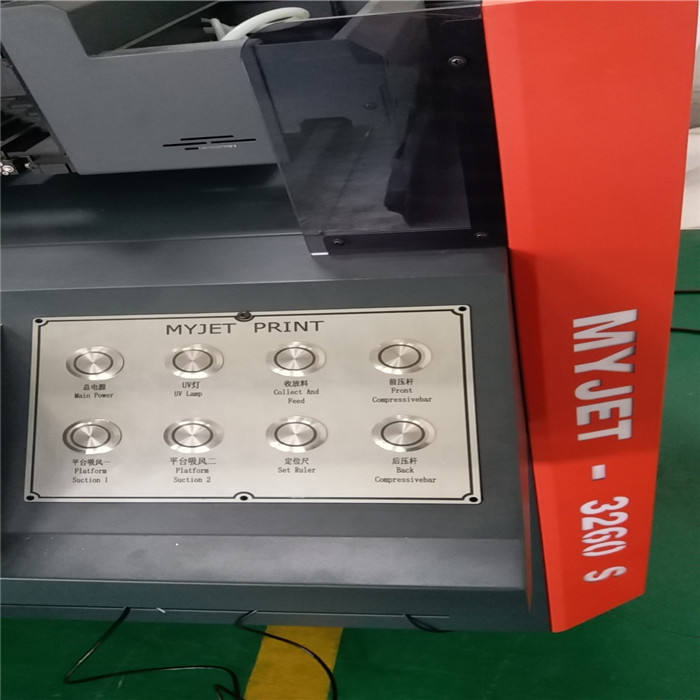 MYJET PRINT
总电源
Main Power
UV灯
UV Lamp
收放料
Collect And
Feed
前压杆
Front
Compressivebar
平台吸风一
Platform
Suction 1
平台吸风二
Platform
Suction 2
定位尺
Set Ruler
后压杆
Back
Compressivebar
MYJET - 3260 S